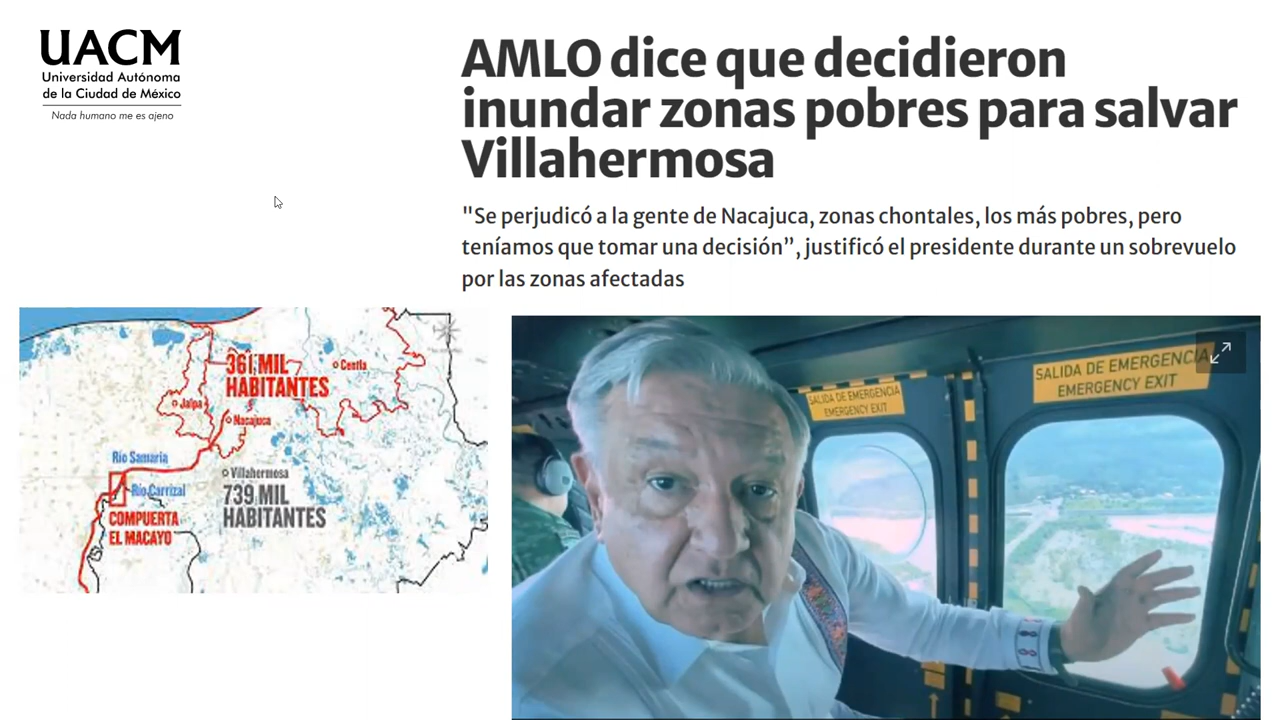 UACM
Universidad Autónoma
de la Ciudad de México
Nada humano me es ajeno
AMLO dice que decidieron
inundar zonas pobres para salvar
Villahermosa
"Se perjudicó a la gente de Nacajuca, zonas chontales, los más pobres, pero
teníamos que tomar una decisión”, justificó el presidente durante un sobrevuelo
por las zonas afectadas
361 MIL
HABITANTES
Centla
Jalpa
Nacajuca
Río Samaria
Villahermosa
Río Carrizal
739 MIL
HABITANTES
COMPUERTA
EL MACAYO
SALIDA DE EMERGENCIA
EMERGENCY EXIT
SALIDA DE EMERGENCIA
EMERGENCY EXIT